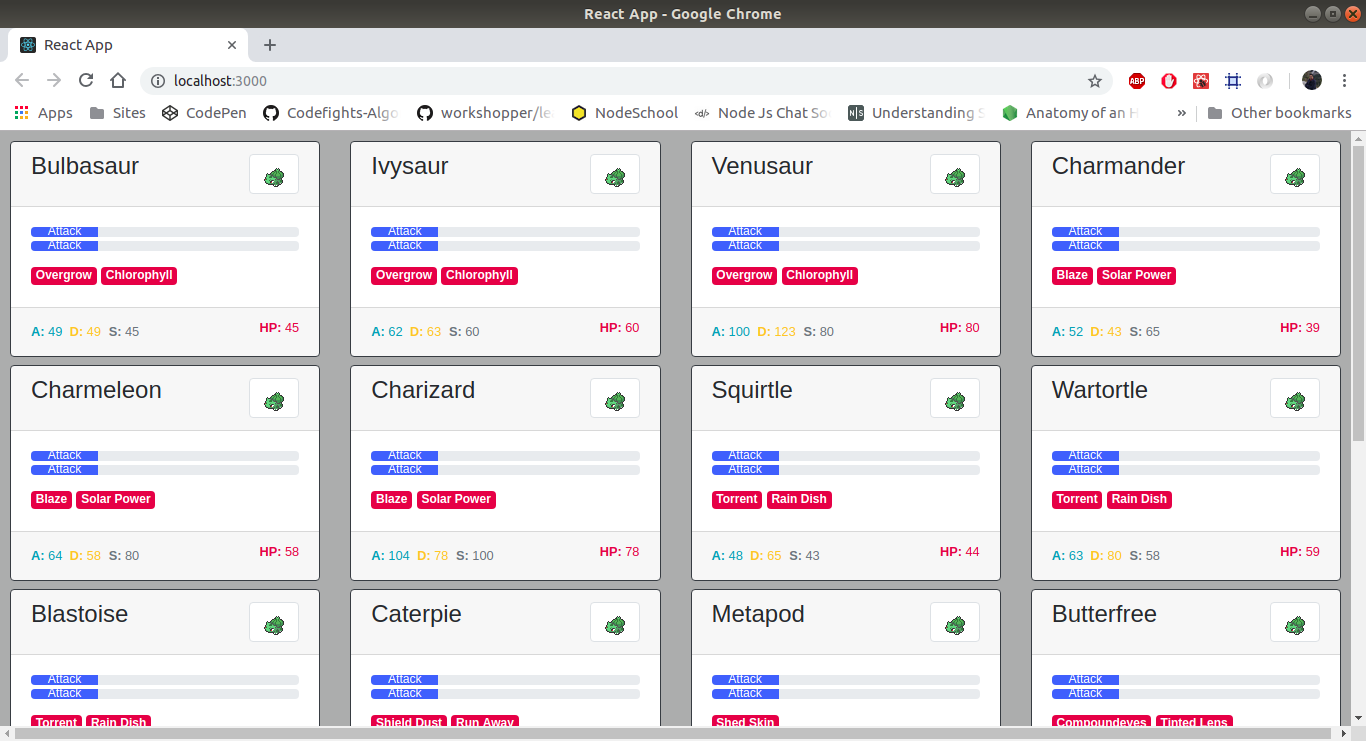 React App - Google Chrome
React App
localhost:3000
ABP
Apps Sites CodePen Codefights-Algo workshopper/le NodeSchool Node Js Chat So Understanding S Anatomy of an H » Other bookmarks
Bulbasaur Ivysaur Venusaur Charmander
Attack Attack Attack Attack
Attack Attack Attack Attack
Overgrow Chlorophyll Overgrow Chlorophyll Overgrow Chlorophyll Blaze Solar Power
A: 49 D: 49 S: 45 HP: 45 A: 62 D: 63 S: 60 HP: 60 A: 100 D: 123 S: 80 HP: 80 A: 52 D: 43 S: 65 HP: 39
Charmeleon Charizard Squirtle Wartortle
Attack Attack Attack Attack
Attack Attack Attack Attack
Blaze Solar Power Blaze Solar Power Torrent Rain Dish Torrent Rain Dish
A: 64 D: 58 S: 80 HP: 58 A: 104 D: 78 S: 100 HP: 78 A: 48 D: 65 S: 43 HP: 44 A: 63 D: 80 S: 58 HP: 59
Blastoise Caterpie Metapod Butterfree
Attack Attack Attack Attack
Attack Attack Attack Attack
Torrent Rain Dish Shield Dust Run Away Shed Skin Compoundeyes Tinted Lens